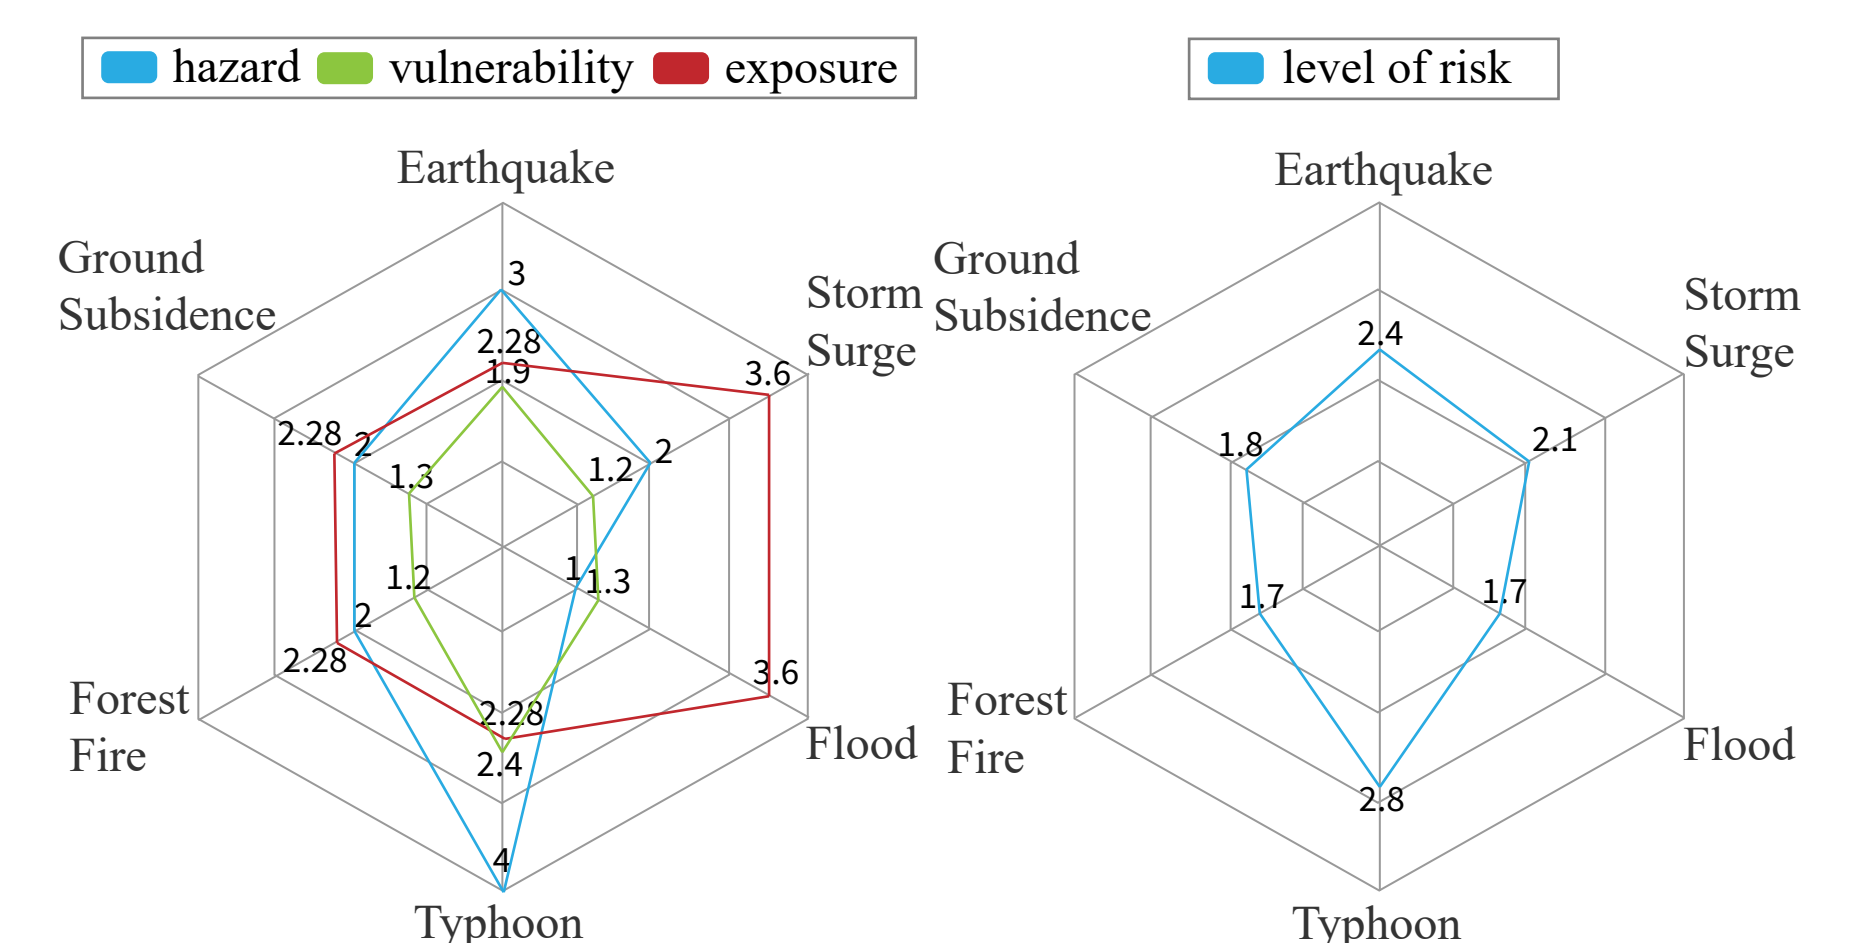 hazard vulnerability exposure
Earthquake
Ground
Subsidence
Storm
Surge
3
2.28
1.9
3.6
2.28
2
2
1.3
1.2
1
1.3
1.2
2
2.28
3.6
2.28
2.4
4
Forest
Fire
Flood
Typhoon
level of risk
Earthquake
Ground
Subsidence
Storm
Surge
2.4
1.8
2.1
1.7
1.7
2.8
Forest
Fire
Flood
Typhoon